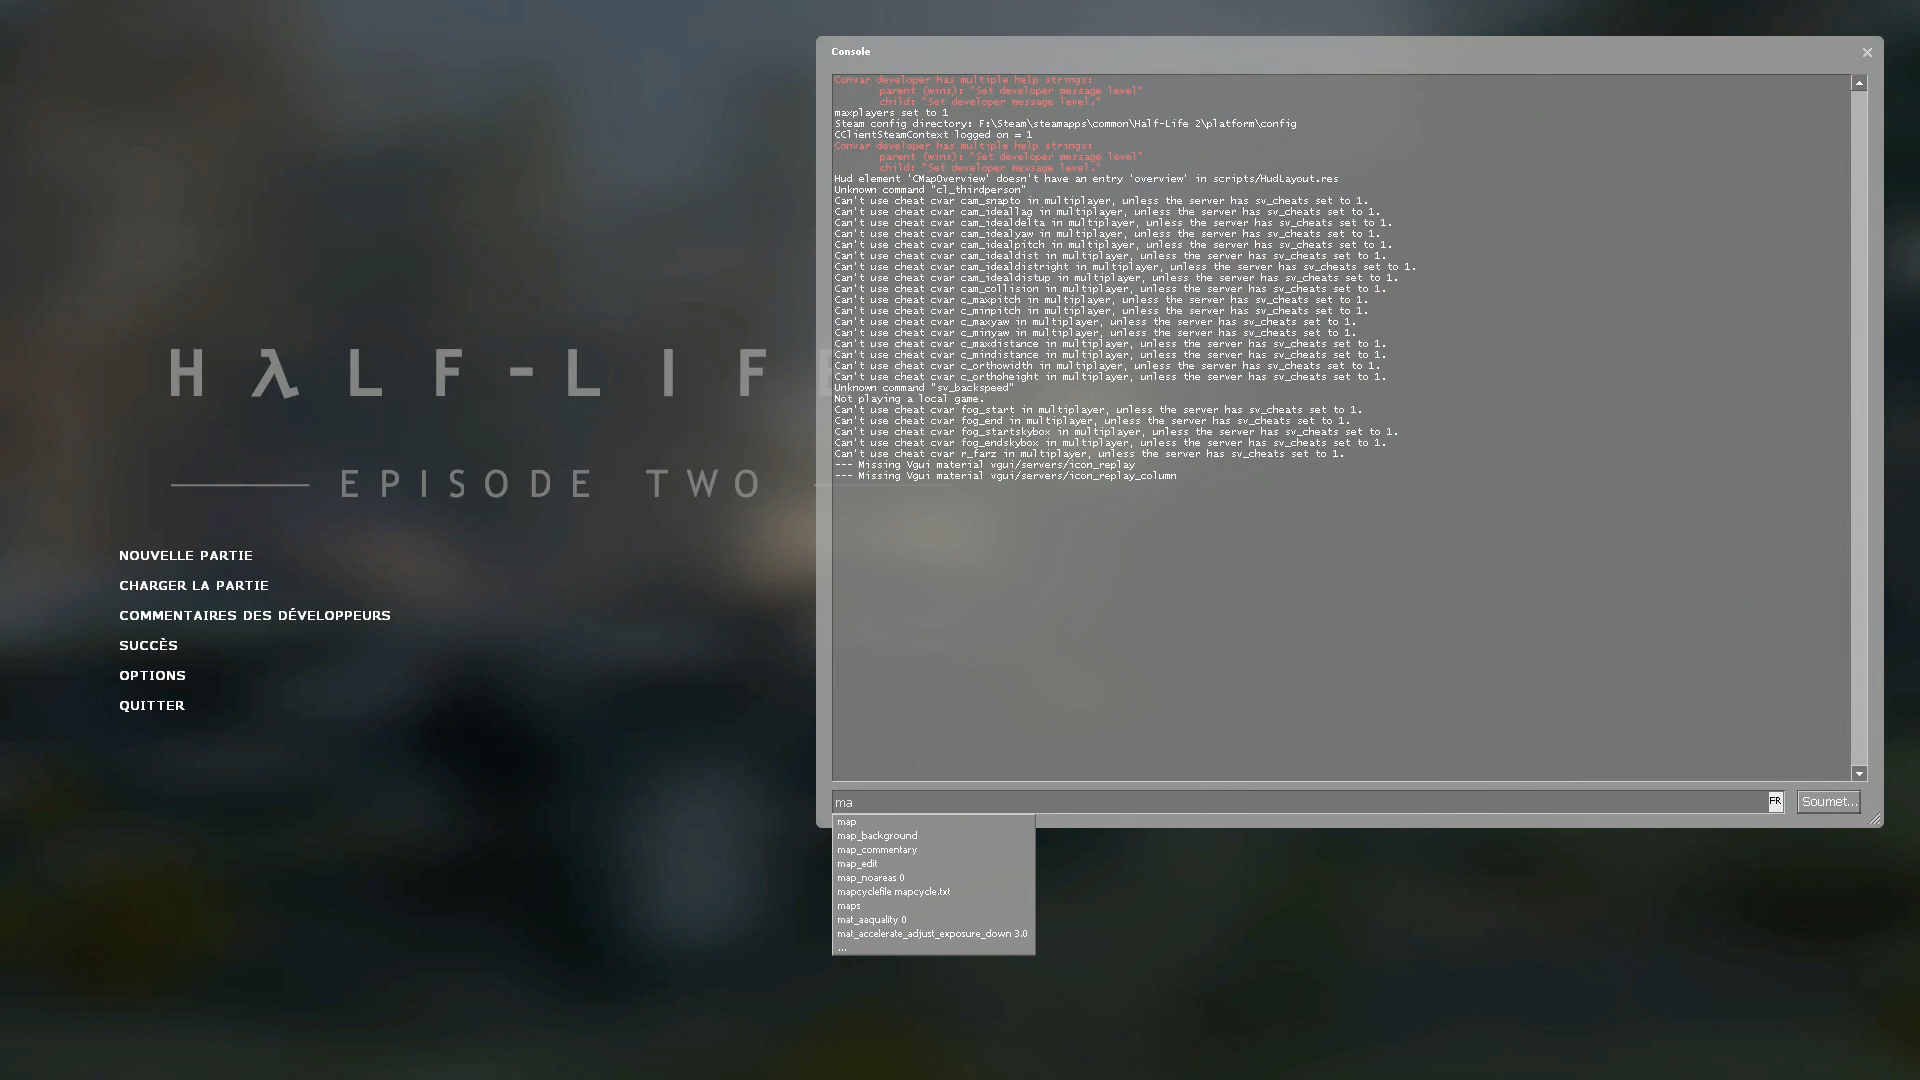 HλLF-LIFE
EPISODE TWO
NOUVELLE PARTIE
CHARGER LA PARTIE
COMMENTAIRES DES DÉVELOPPEURS
SUCCÈS
OPTIONS
QUITTER
Console
Convar developer has multiple help strings:
parent (wins): "Set developer message level"
child: "Set developer message level."
maxplayers set to 1
Steam config directory: F:\Steam\steamapps\common\Half-Life 2\platform\config
CClientSteamContext logged on = 1
Convar developer has multiple help strings:
parent (wins): "Set developer message level"
child: "Set developer message level."
Hud element 'CMapOverview' doesn't have an entry 'overview' in scripts/HudLayout.res
Unknown command "cl_thirdperson"
Can't use cheat cvar cam_snapto in multiplayer, unless the server has sv_cheats set to 1.
Can't use cheat cvar cam_ideallag in multiplayer, unless the server has sv_cheats set to 1.
Can't use cheat cvar cam_idealdelta in multiplayer, unless the server has sv_cheats set to 1.
Can't use cheat cvar cam_idealyaw in multiplayer, unless the server has sv_cheats set to 1.
Can't use cheat cvar cam_idealpitch in multiplayer, unless the server has sv_cheats set to 1.
Can't use cheat cvar cam_idealdist in multiplayer, unless the server has sv_cheats set to 1.
Can't use cheat cvar cam_idealdistright in multiplayer, unless the server has sv_cheats set to 1.
Can't use cheat cvar cam_idealdistup in multiplayer, unless the server has sv_cheats set to 1.
Can't use cheat cvar cam_collision in multiplayer, unless the server has sv_cheats set to 1.
Can't use cheat cvar c_maxpitch in multiplayer, unless the server has sv_cheats set to 1.
Can't use cheat cvar c_minpitch in multiplayer, unless the server has sv_cheats set to 1.
Can't use cheat cvar c_maxyaw in multiplayer, unless the server has sv_cheats set to 1.
Can't use cheat cvar c_minyaw in multiplayer, unless the server has sv_cheats set to 1.
Can't use cheat cvar c_maxdistance in multiplayer, unless the server has sv_cheats set to 1.
Can't use cheat cvar c_mindistance in multiplayer, unless the server has sv_cheats set to 1.
Can't use cheat cvar c_orthowidth in multiplayer, unless the server has sv_cheats set to 1.
Can't use cheat cvar c_orthoheight in multiplayer, unless the server has sv_cheats set to 1.
Unknown command "sv_backspeed"
Not playing a local game.
Can't use cheat cvar fog_start in multiplayer, unless the server has sv_cheats set to 1.
Can't use cheat cvar fog_end in multiplayer, unless the server has sv_cheats set to 1.
Can't use cheat cvar fog_startskybox in multiplayer, unless the server has sv_cheats set to 1.
Can't use cheat cvar fog_endskybox in multiplayer, unless the server has sv_cheats set to 1.
Can't use cheat cvar r_farz in multiplayer, unless the server has sv_cheats set to 1.
--- Missing Vgui material vgui/servers/icon_replay
--- Missing Vgui material vgui/servers/icon_replay_column
ma
FR
Soumet...
map
map_background
map_commentary
map_edit
map_noareas 0
mapcyclefile mapcycle.txt
maps
mat_aaquality 0
mat_accelerate_adjust_exposure_down 3.0
...